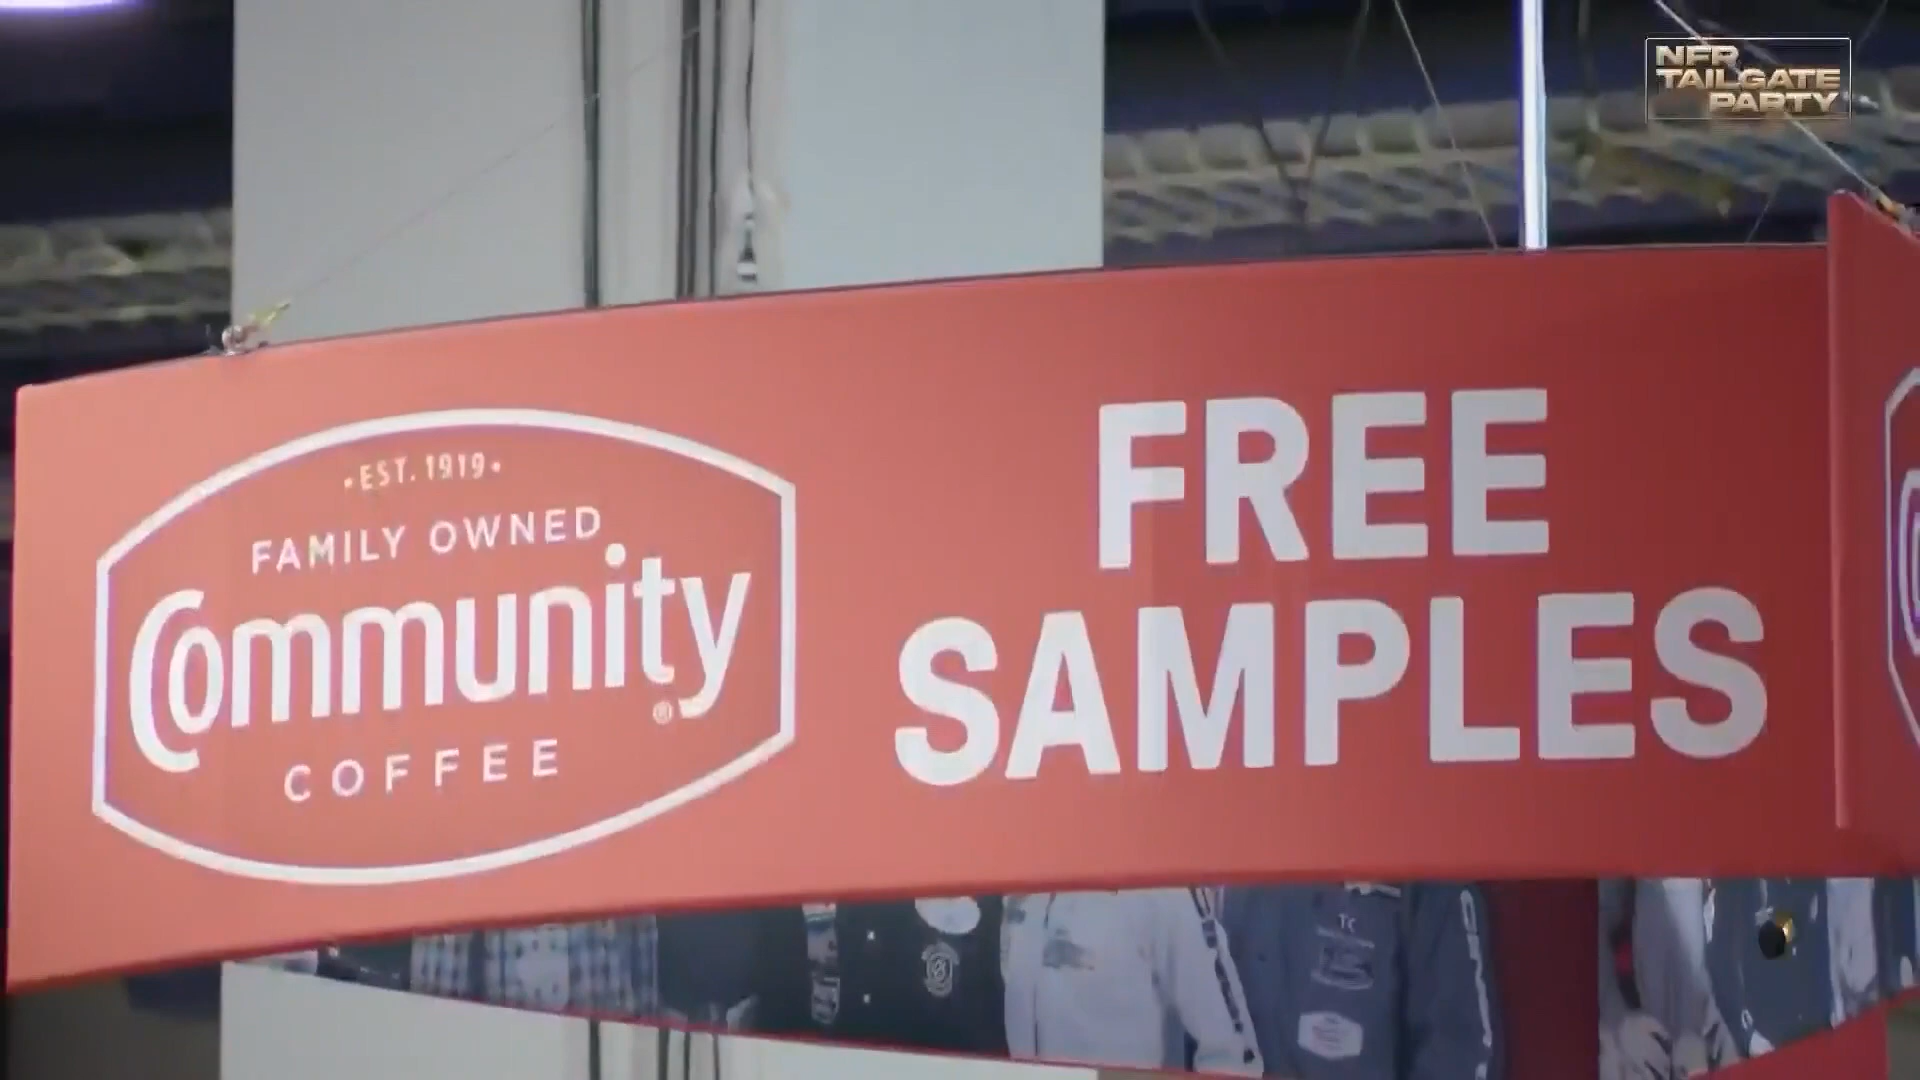 NFR
TAILGATE
PARTY
·EST. 1919·
FAMILY OWNED
Community®
COFFEE
FREE
SAMPLES